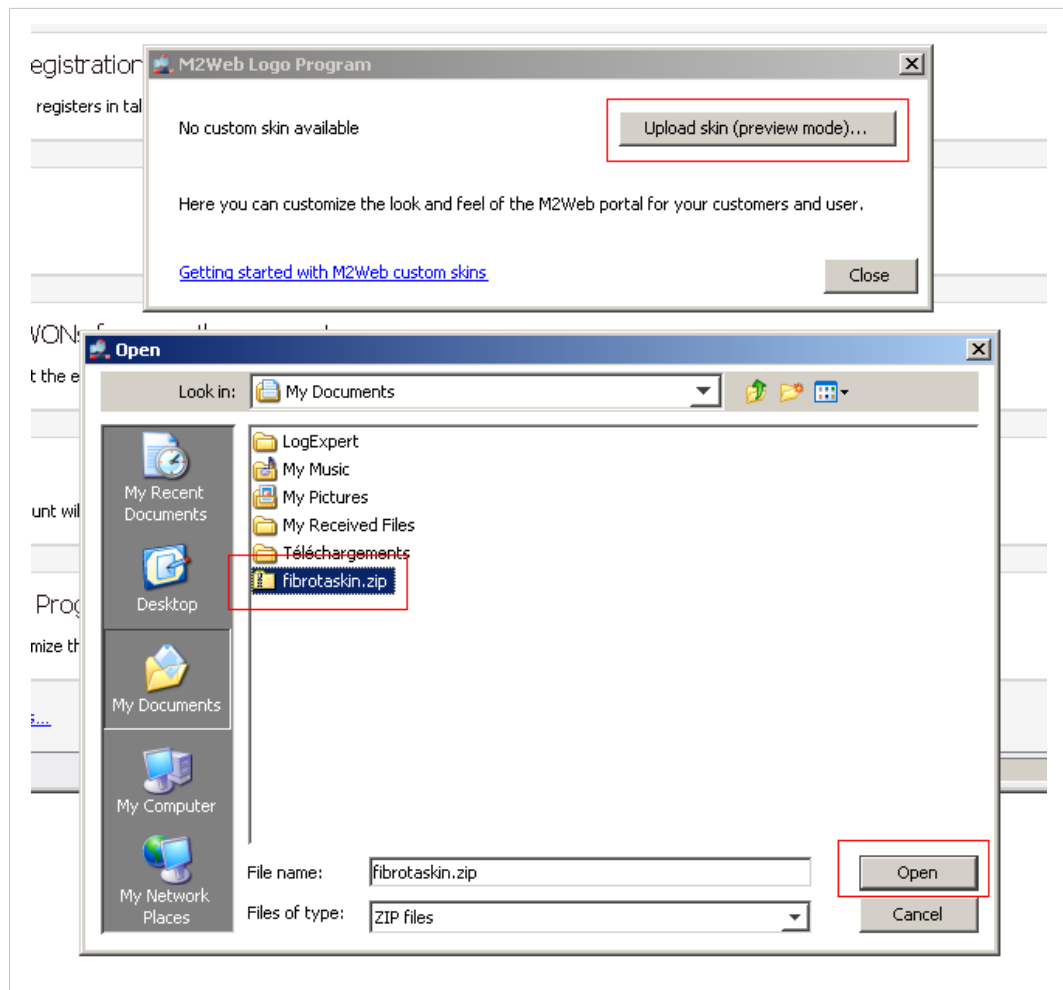 egistration
registers in tal
M2Web Logo Program
No custom skin available
Upload skin (preview mode)...
Here you can customize the look and feel of the M2Web portal for your customers and user.
Getting started with M2Web custom skins
Close
t the e
unt wil
Prog
mize th
s...
Open
Look in:
My Documents
My Recent
Documents
Desktop
My Documents
My Computer
My Network
Places
LogExpert
My Music
My Pictures
My Received Files
Téléchargements
fibrotaskin.zip
File name:
fibrotaskin.zip
Open
Files of type:
ZIP files
Cancel